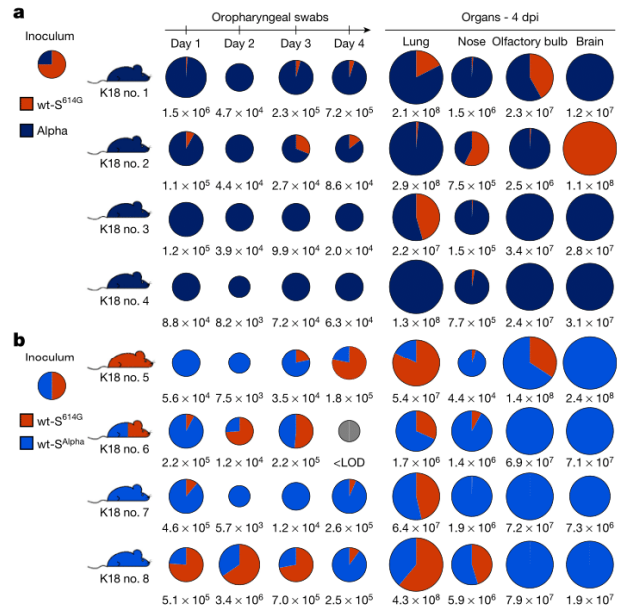 Oropharyngeal swabs
Organs - 4 dpi
a
Inoculum
Day 1 Day 2 Day 3 Day 4 Lung Nose Olfactory bulb Brain
wt-S^614G
Alpha
K18 no. 1
1.5 × 10⁶ 4.7 × 10⁴ 2.3 × 10⁵ 7.2 × 10⁵ 2.1 × 10⁸ 1.5 × 10⁶ 2.3 × 10⁷ 1.2 × 10⁷
K18 no. 2
1.1 × 10⁵ 4.4 × 10⁴ 2.7 × 10⁴ 8.6 × 10⁴ 2.9 × 10⁸ 7.5 × 10⁵ 2.5 × 10⁶ 1.1 × 10⁸
K18 no. 3
1.2 × 10⁵ 3.9 × 10⁴ 9.9 × 10⁴ 2.0 × 10⁴ 2.2 × 10⁷ 1.5 × 10⁵ 3.4 × 10⁷ 2.8 × 10⁷
K18 no. 4
8.8 × 10⁴ 8.2 × 10³ 7.2 × 10⁴ 6.3 × 10⁴ 1.3 × 10⁸ 7.7 × 10⁵ 2.4 × 10⁷ 3.1 × 10⁷
b
Inoculum
wt-S^614G
wt-S^Alpha
K18 no. 5
5.6 × 10⁴ 7.5 × 10³ 3.5 × 10⁴ 1.8 × 10⁵ 5.4 × 10⁷ 4.4 × 10⁴ 1.4 × 10⁸ 2.4 × 10⁸
K18 no. 6
2.2 × 10⁵ 1.2 × 10⁴ 2.2 × 10⁵ <LOD 1.7 × 10⁶ 1.4 × 10⁶ 6.9 × 10⁷ 7.1 × 10⁷
K18 no. 7
4.6 × 10⁵ 5.7 × 10³ 1.2 × 10⁴ 2.6 × 10⁵ 6.4 × 10⁷ 1.9 × 10⁶ 7.2 × 10⁷ 7.3 × 10⁶
K18 no. 8
5.1 × 10⁵ 3.4 × 10⁶ 7.0 × 10⁵ 2.5 × 10⁵ 4.3 × 10⁸ 5.9 × 10⁶ 7.9 × 10⁷ 1.9 × 10⁷